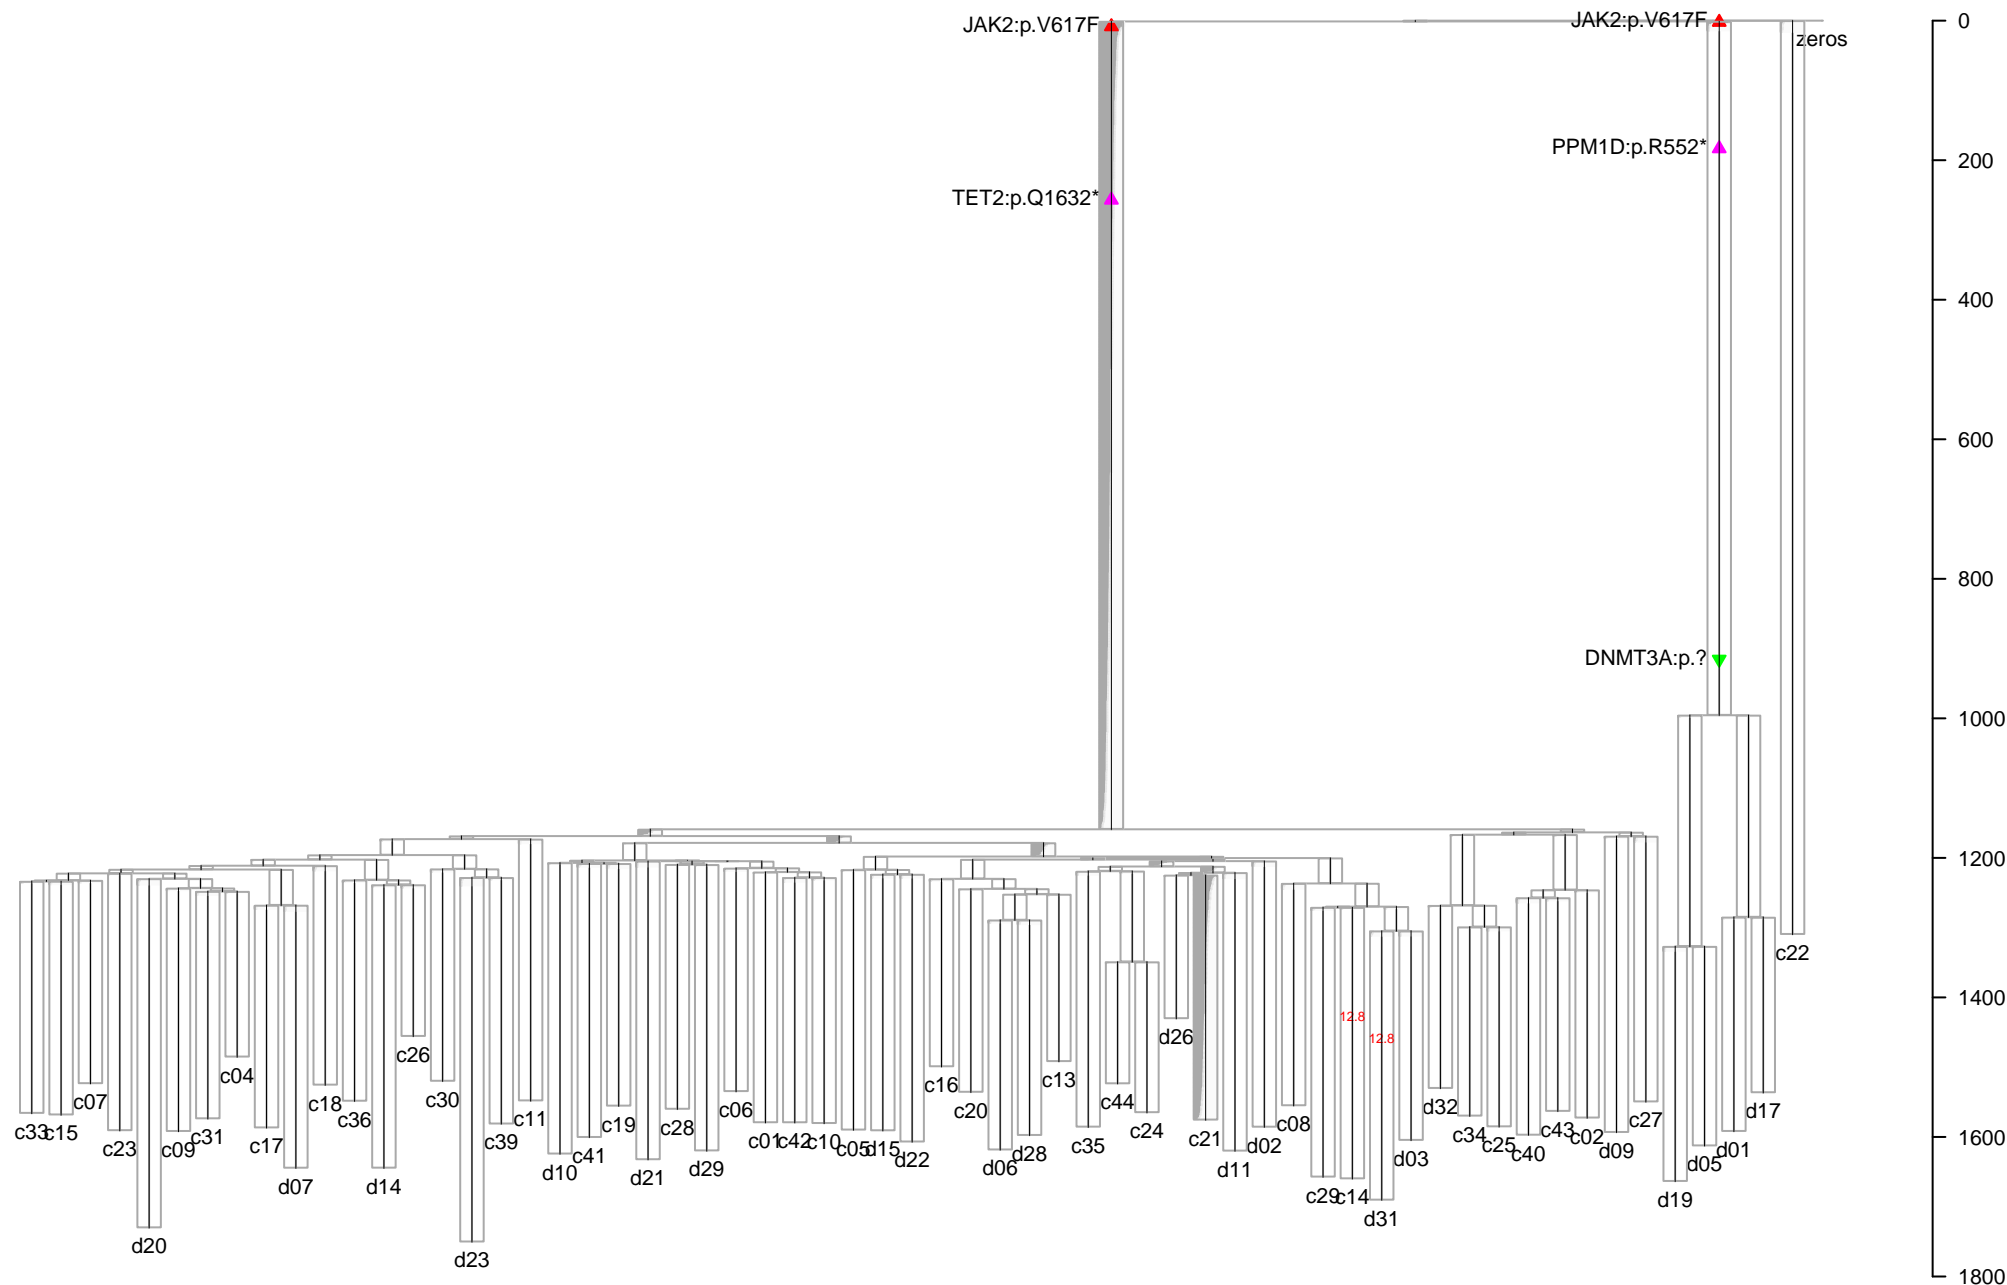 JAK2:p.V617F
JAK2:p.V617F
0
zeros
PPM1D:p.R552*
200
TET2:p.Q1632*
400
600
800
DNMT3A:p.?
1000
1200
c22
1400
12.8
12.8
d26
c26
c04
c13
c07
c16
c30
c44
d32
d17
c18
c06
c20
c36
c11
c19
c08
c27
c31
c28
c24
c34
c43
c02
c33
c15
c39
c21
1600
c23
c09
c17
c41
c01
c42
c10
c05
d15
c35
d02
c25
c40
d09
d01
d22
d28
d03
d05
d10
d06
d21
d29
d11
d07
d14
c29
c14
d19
d31
d20
d23
1800